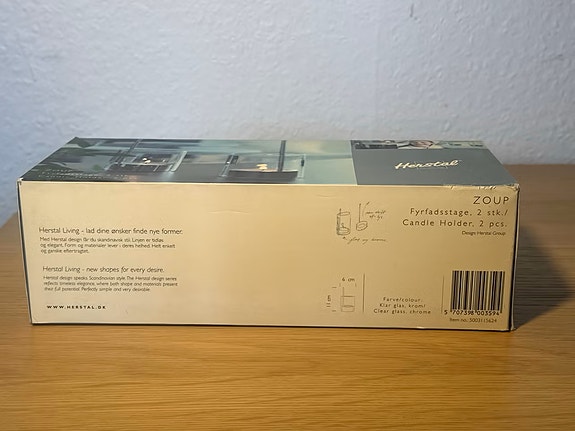 Herstal
ZOUP
Fyrfadsstage, 2 stk./
Candle Holder, 2 pcs.
Design: Herstal Group
Herstal Living - lad dine ønsker finde nye former.
Med Herstal design får du skandinavisk stil. Linjen er tidløs
og elegant. Form og materialer lever i deres helhed. Helt enkelt
og ganske eftertragtet.
Herstal Living - new shapes for every desire.
Herstal design speaks Scandinavian style. The Herstal design series
reflects timeless elegance, where both shape and materials present
their full potential. Perfectly simple and very desirable.
WWW.HERSTAL.DK
6 cm
Farve/colour:
Klar glas, krom/
Clear glass, chrome
5 707398 003594
Item no. 5003115624